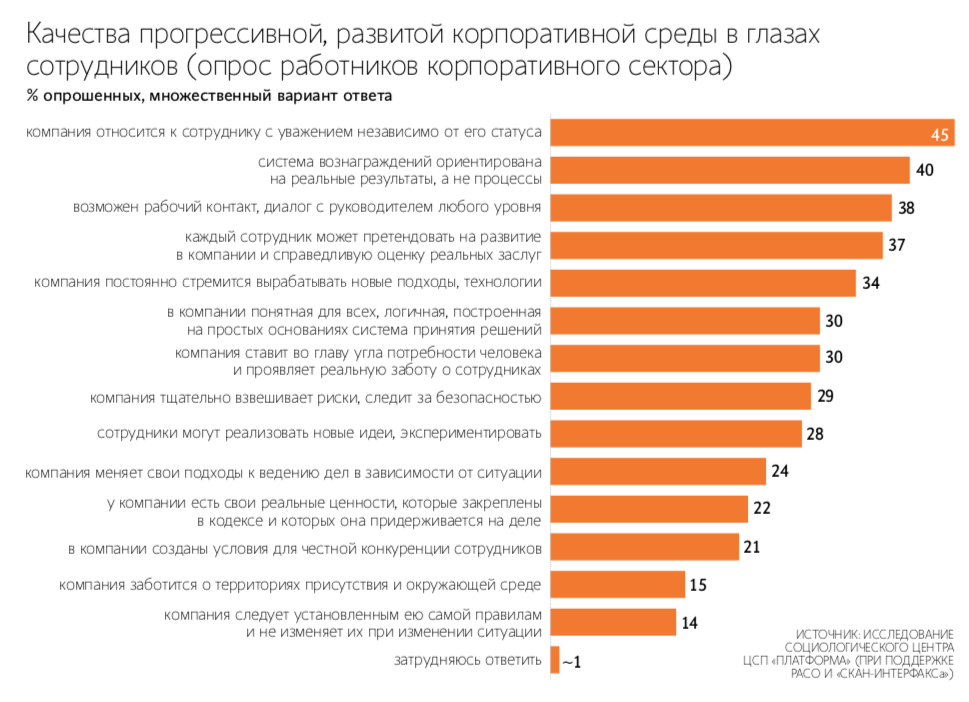 Качества прогрессивной, развитой корпоративной среды в глазах
сотрудников (опрос работников корпоративного сектора)
% опрошенных, множественный вариант ответа
компания относится к сотруднику с уважением независимо от его статуса 45
система вознаграждений ориентирована
на реальные результаты, а не процессы 40
возможен рабочий контакт, диалог с руководителем любого уровня 38
каждый сотрудник может претендовать на развитие
в компании и справедливую оценку реальных заслуг 37
компания постоянно стремится вырабатывать новые подходы, технологии 34
в компании понятная для всех, логичная, построенная
на простых основаниях система принятия решений 30
компания ставит во главу угла потребности человека
и проявляет реальную заботу о сотрудниках 30
компания тщательно взвешивает риски, следит за безопасностью 29
сотрудники могут реализовать новые идеи, экспериментировать 28
компания меняет свои подходы к ведению дел в зависимости от ситуации 24
у компании есть свои реальные ценности, которые закреплены
в кодексе и которых она придерживается на деле 22
в компании созданы условия для честной конкуренции сотрудников 21
компания заботится о территориях присутствия и окружающей среде 15
компания следует установленным ею самой правилам
и не изменяет их при изменении ситуации 14
затрудняюсь ответить ~1
ИСТОЧНИК: ИССЛЕДОВАНИЕ
СОЦИОЛОГИЧЕСКОГО ЦЕНТРА
ЦСП «ПЛАТФОРМА» (ПРИ ПОДДЕРЖКЕ
РАСО И «СКАН-ИНТЕРФАКСа»)